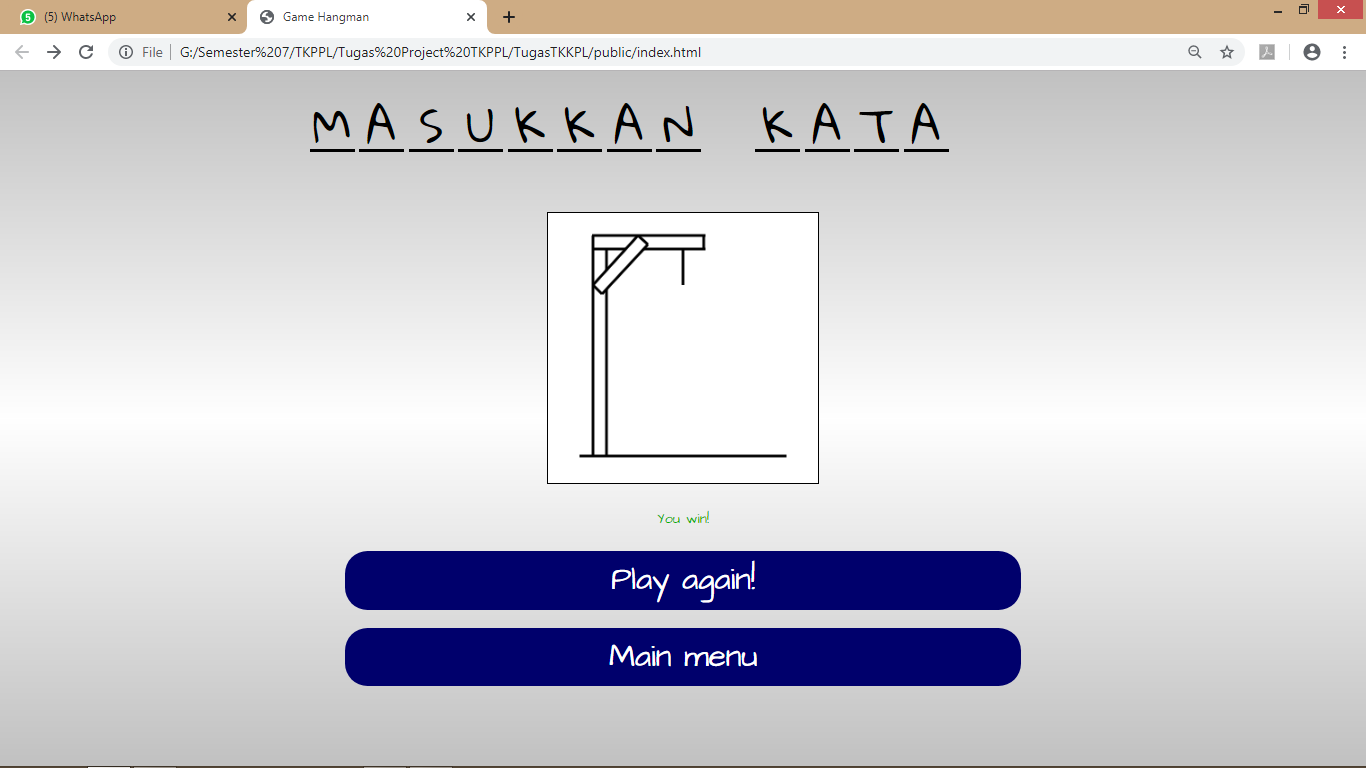 (5) WhatsApp
Game Hangman
File
G:/Semester%207/TKPPL/Tugas%20Project%20TKPPL/TugasTKKPL/public/index.html
MASUKKAN KATA
You win!
Play again!
Main menu